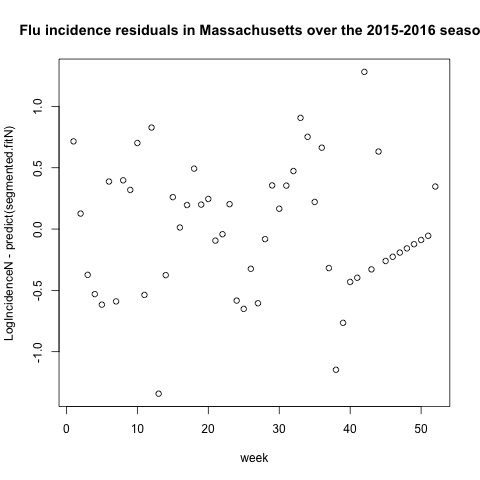 Flu incidence residuals in Massachusetts over the 2015-2016 seaso
LogIncidenceN - predict(segmented.fitN)
1.0
0.5
0.0
-0.5
-1.0
0 10 20 30 40 50
week